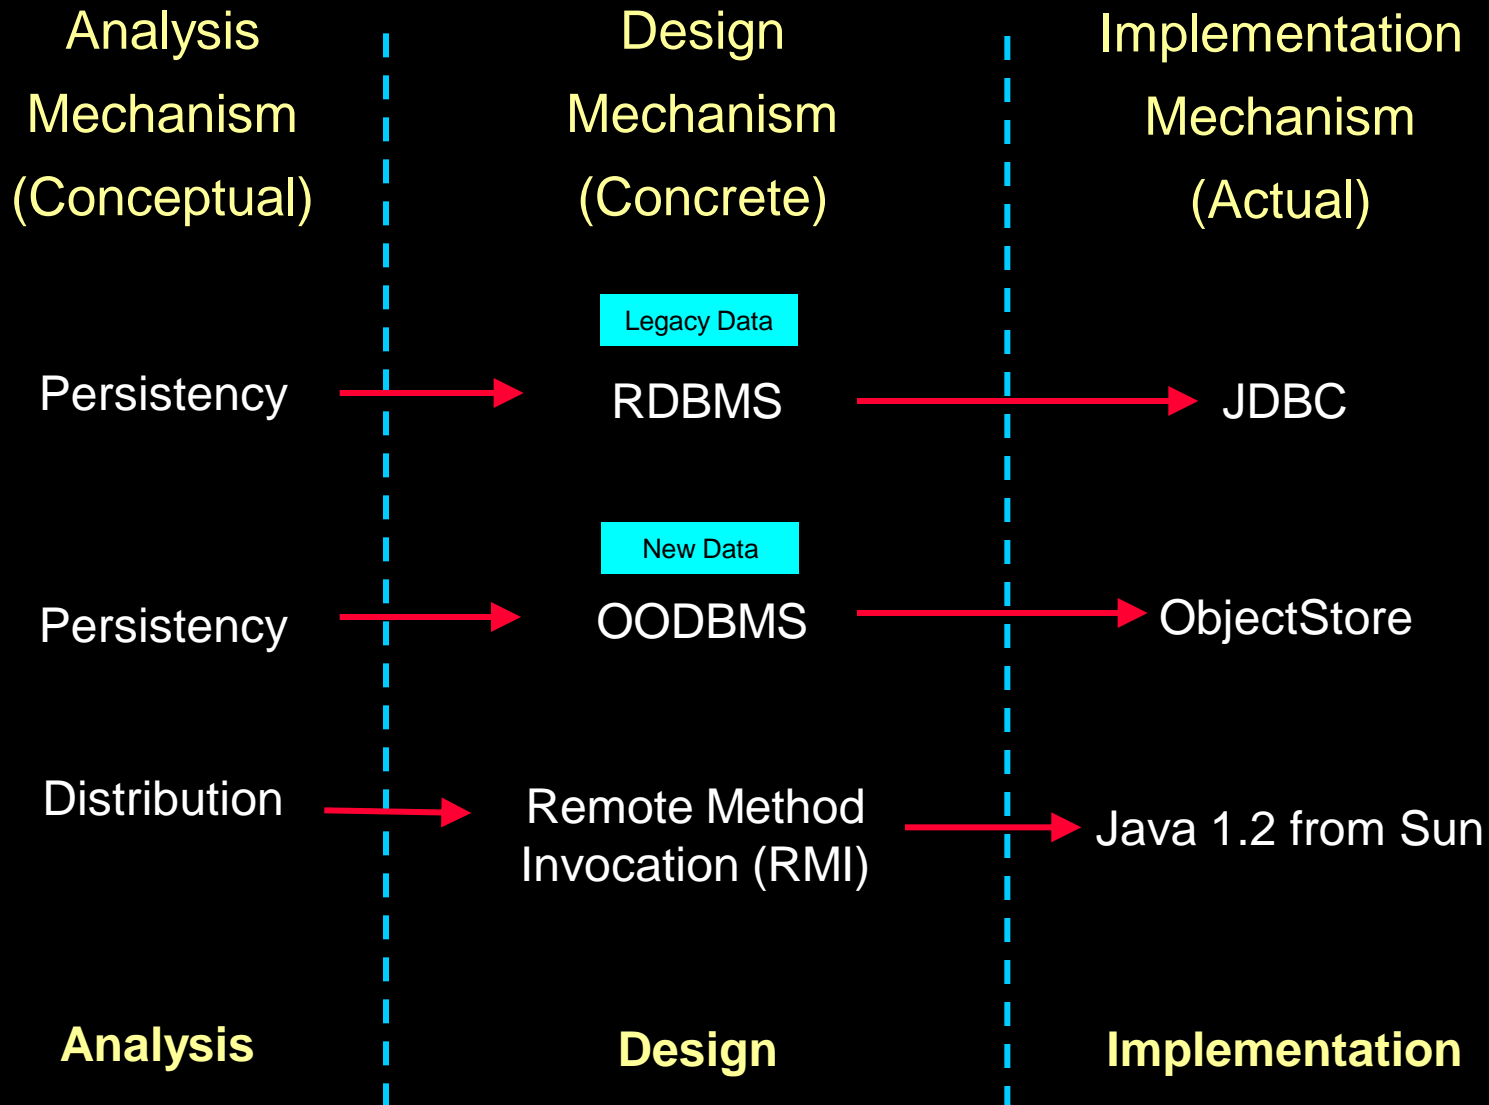 Analysis
Mechanism
(Conceptual)
Design
Mechanism
(Concrete)
Implementation
Mechanism
(Actual)
Legacy Data
Persistency
RDBMS
JDBC
New Data
Persistency
OODBMS
ObjectStore
Distribution
Remote Method
Invocation (RMI)
Java 1.2 from Sun
Analysis
Design
Implementation